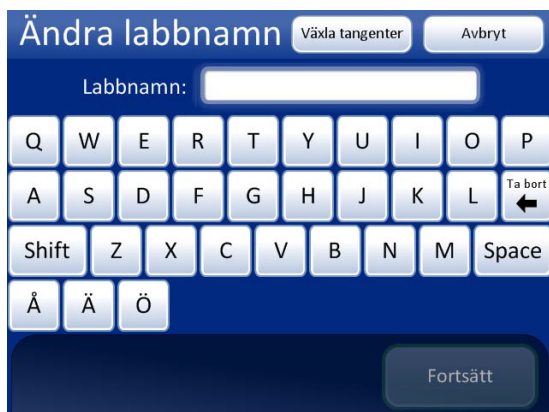 Ändra labbnamn Växla tangenter Avbryt
Labbnamn:
Q W E R T Y U I O P
A S D F G H J K L Ta bort
Shift Z X C V B N M Space
Å Ä Ö
Fortsätt